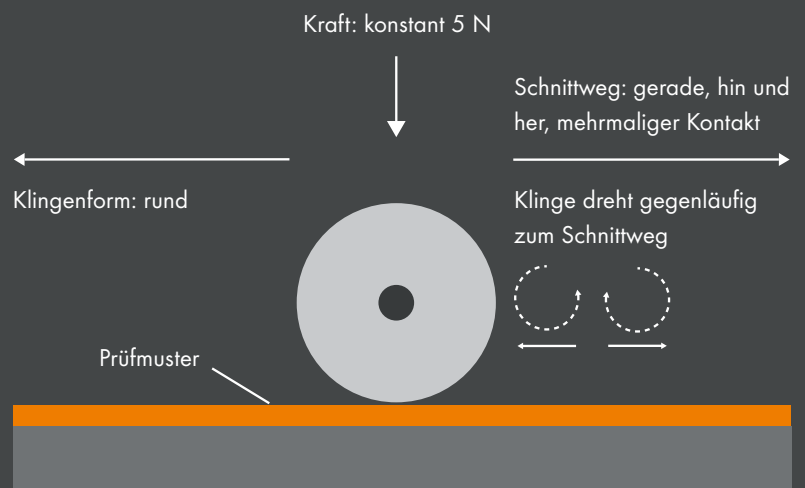 Kraft: konstant 5 N
Schnittweg: gerade, hin und
her, mehrmaliger Kontakt
Klingenform: rund
Klinge dreht gegenläufig
zum Schnittweg
Prüfmuster